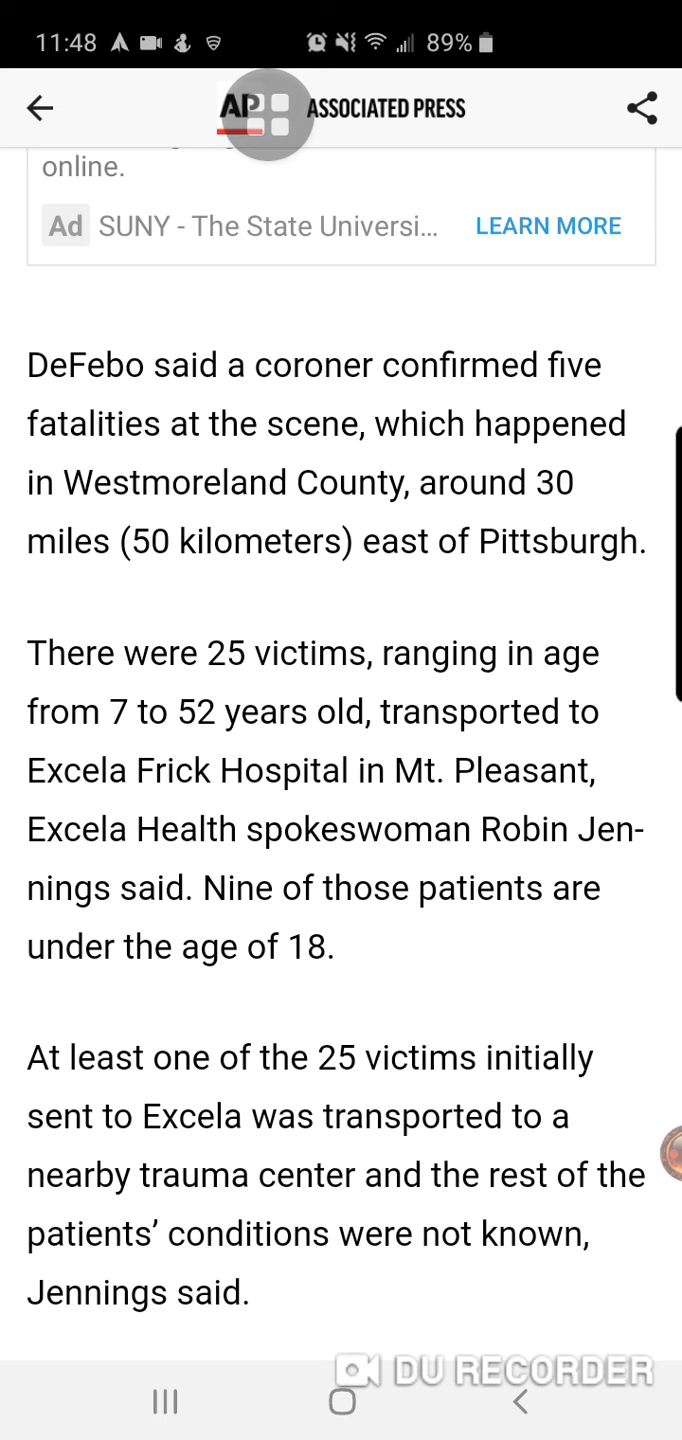 11:48 89%
AP ASSOCIATED PRESS
online.
Ad SUNY - The State Universi... LEARN MORE
DeFebo said a coroner confirmed five
fatalities at the scene, which happened
in Westmoreland County, around 30
miles (50 kilometers) east of Pittsburgh.
There were 25 victims, ranging in age
from 7 to 52 years old, transported to
Excela Frick Hospital in Mt. Pleasant,
Excela Health spokeswoman Robin Jen-
nings said. Nine of those patients are
under the age of 18.
At least one of the 25 victims initially
sent to Excela was transported to a
nearby trauma center and the rest of the
patients’ conditions were not known,
Jennings said.
DU RECORDER